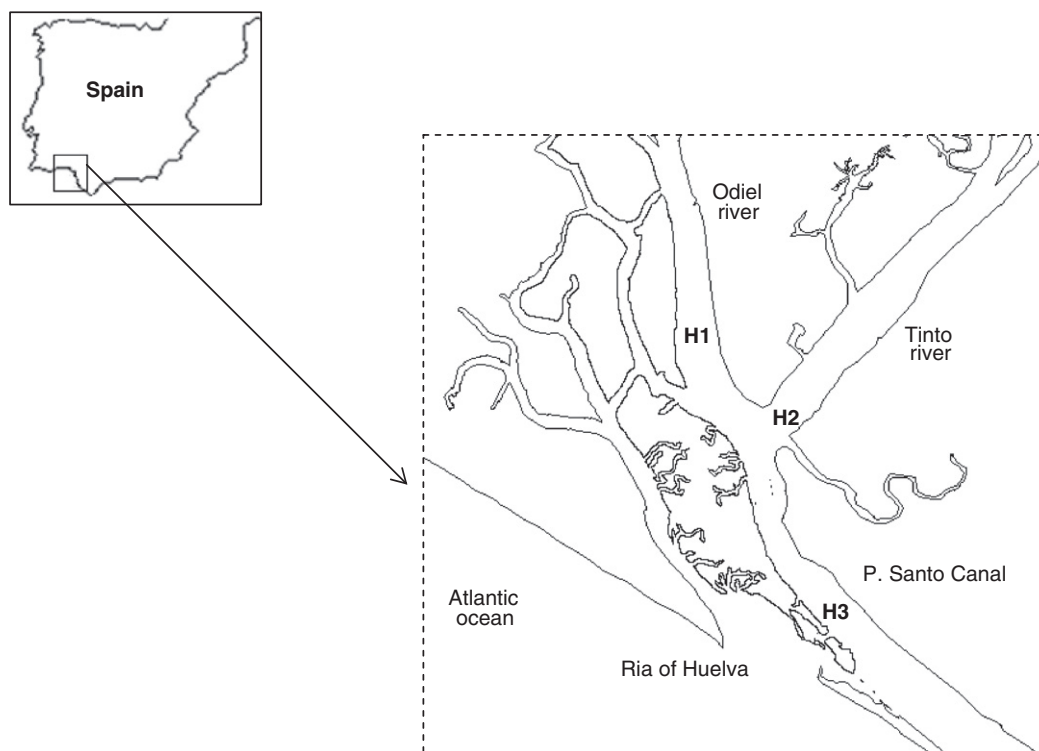 Spain
Odiel
river
H1
Tinto
river
H2
P. Santo Canal
Atlantic
ocean
H3
Ria of Huelva